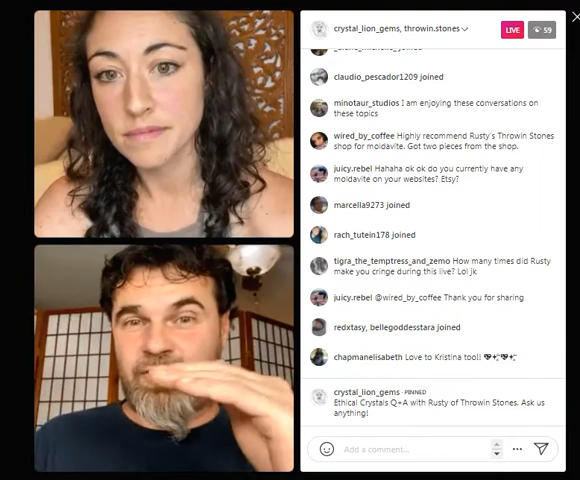 crystal_lion_gems, throwin.stones
LIVE
59
claudio_pescador1209 joined
minotaur_studios I am enjoying these conversations on
these topics
wired_by_coffee Highly recommend Rusty's Throwin Stones
shop for moldavite. Got two pieces from the shop.
juicy.rebel Hahaha ok ok do you currently have any
moldavite on your websites? Etsy?
marcella9273 joined
rach_tutein178 joined
tigra_the_temptress_and_zemo How many times did Rusty
make you cringe during this live? Lol jk
juicy.rebel @wired_by_coffee Thank you for sharing
redxtasy, bellegoddesstara joined
chapmanelisabeth Love to Kristina too!!
crystal_lion_gems · PINNED
Ethical Crystals Q+A with Rusty of Throwin Stones. Ask us
anything!
Add a comment...